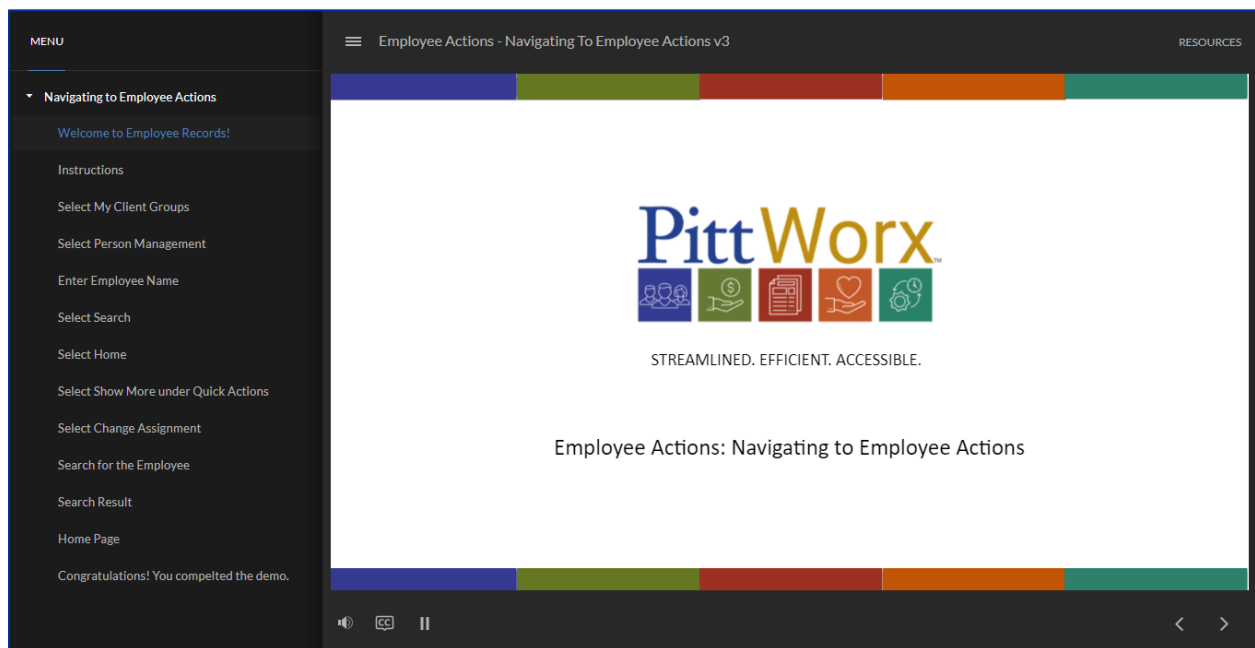 MENU
Employee Actions - Navigating To Employee Actions v3
RESOURCES
Navigating to Employee Actions
Welcome to Employee Records!
Instructions
Select My Client Groups
Select Person Management
Enter Employee Name
Select Search
Select Home
Select Show More under Quick Actions
Select Change Assignment
Search for the Employee
Search Result
Home Page
Congratulations! You compelted the demo.
PittWorx™
STREAMLINED. EFFICIENT. ACCESSIBLE.
Employee Actions: Navigating to Employee Actions
CC